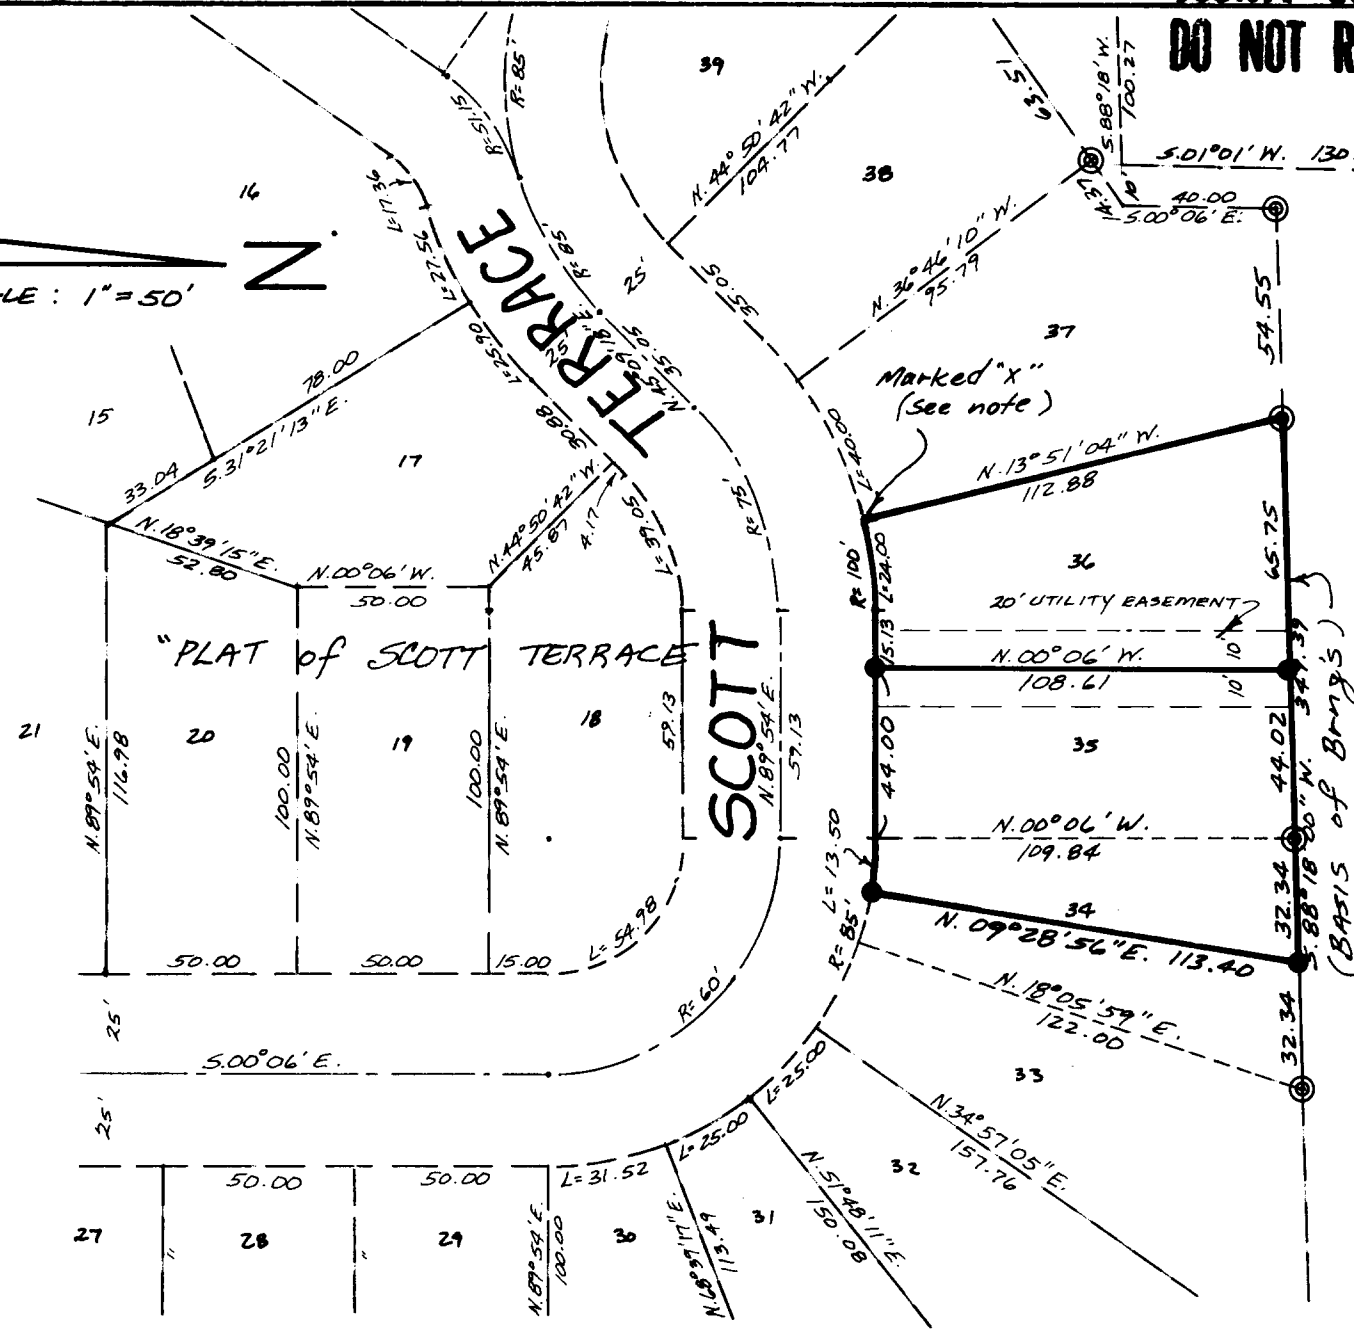 DO NOT R
39
R=85'
R=51.15
N.44°50'42"W.
104.77
63.51
S.88°18'W.
100.27
S.01°01'W. 130
14.37
10'
40.00
S.00°06'E.
16
L=17.36
38
N
LE: 1"=50'
L=27.56
TERRACE
R=85'
25'
N.36°46'10"W.
95.79
35.05
54.55
37
L=25.90
25'
N.45°09'18"E.
35.05
78.00
S.31°21'13"E.
33.04
15
17
30.88
Marked "x"
(see note)
L=40.00
N.13°51'04"W.
112.88
65.75
N.44°50'42"W.
45.87
4.17
L=39.05
R=75'
N.18°39'15"E.
52.80
N.00°06'W.
50.00
R=100'
L=24.00
36
20' UTILITY EASEMENT
"PLAT of SCOTT TERRACE
15.13
N.00°06'W.
108.61
10'
10'
347.39
21
20
19
18
59.13
SCOTT
N.89°54'E.
59.13
44.00
35
44.02
N.89°54'E.
116.98
100.00
N.89°54'E.
100.00
N.89°54'E.
S.88°18'00"W.
(BASIS of Brng's)
L=13.50
N.00°06'W.
109.84
32.34
34
N.09°28'56"E. 113.40
R=85'
L=54.98
50.00
50.00
15.00
R=60'
N.18°05'59"E.
122.00
32.34
25'
S.00°06'E.
25'
33
L=25.00
N.34°57'05"E.
157.76
L=25.00
32
N.51°48'11"E.
150.08
50.00
50.00
L=31.52
31
27
"
28
"
29
N.89°54'E.
100.00
30
N.68°39'17"E.
113.49